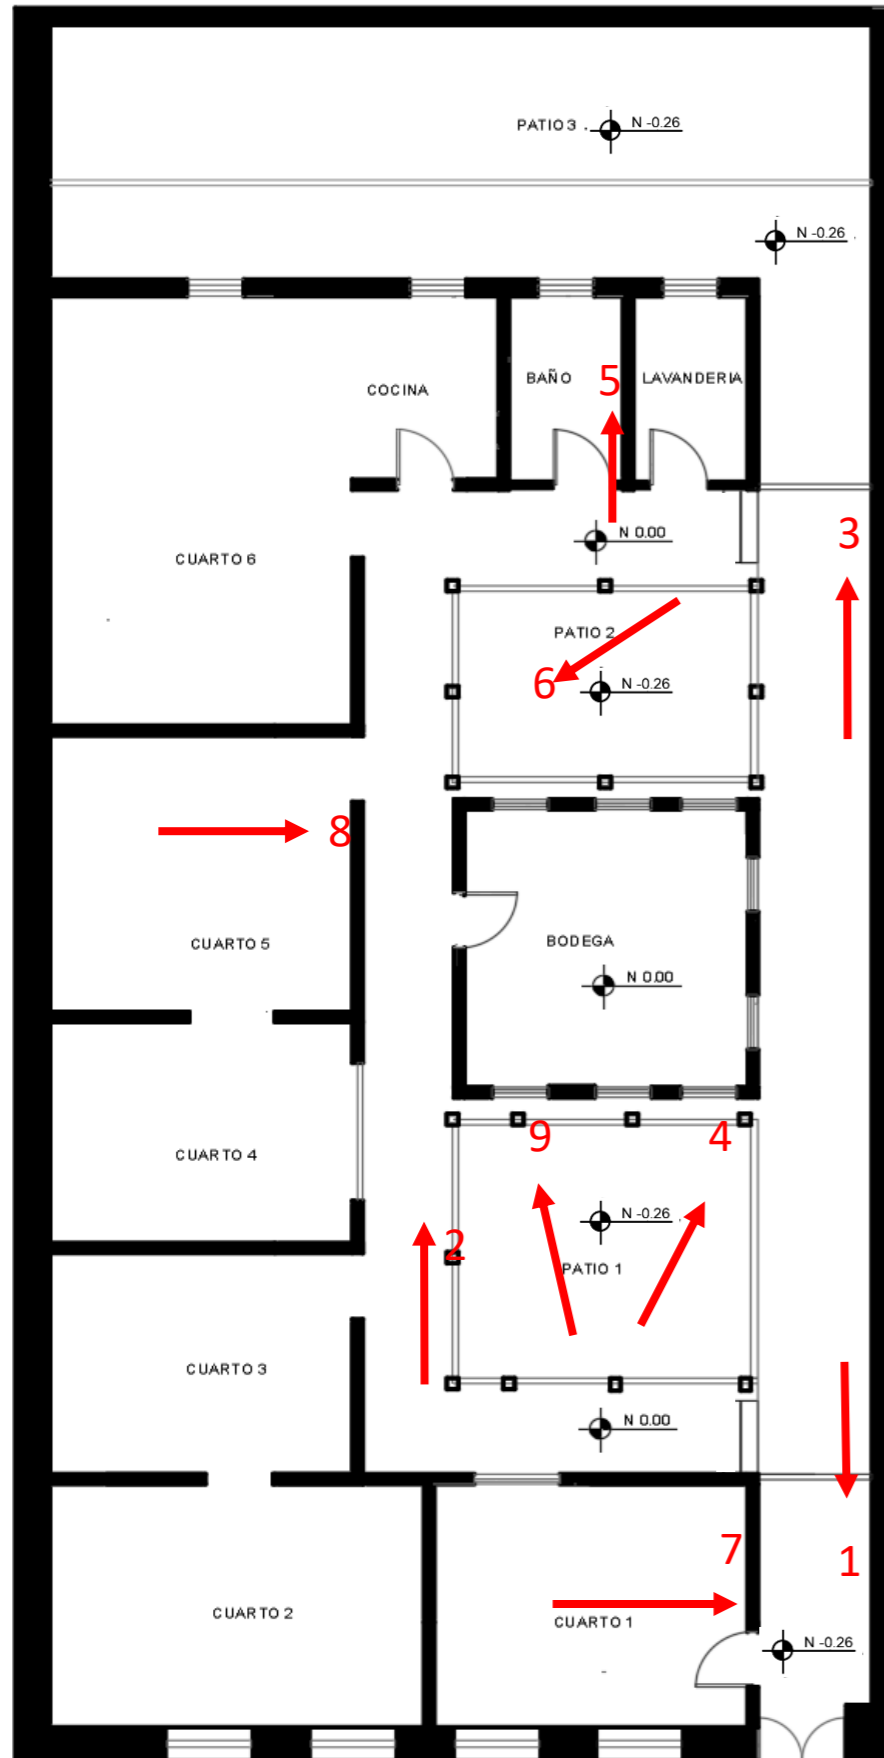 PATIO 3
N -0.26
N -0.26
COCINA
BAÑO
5
LAVANDERIA
CUARTO 6
N 0.00
3
PATIO 2
6
N -0.26
8
CUARTO 5
BODEGA
N 0.00
CUARTO 4
9
4
N -0.26
2
PATIO 1
CUARTO 3
N 0.00
7
1
CUARTO 2
CUARTO 1
N -0.26